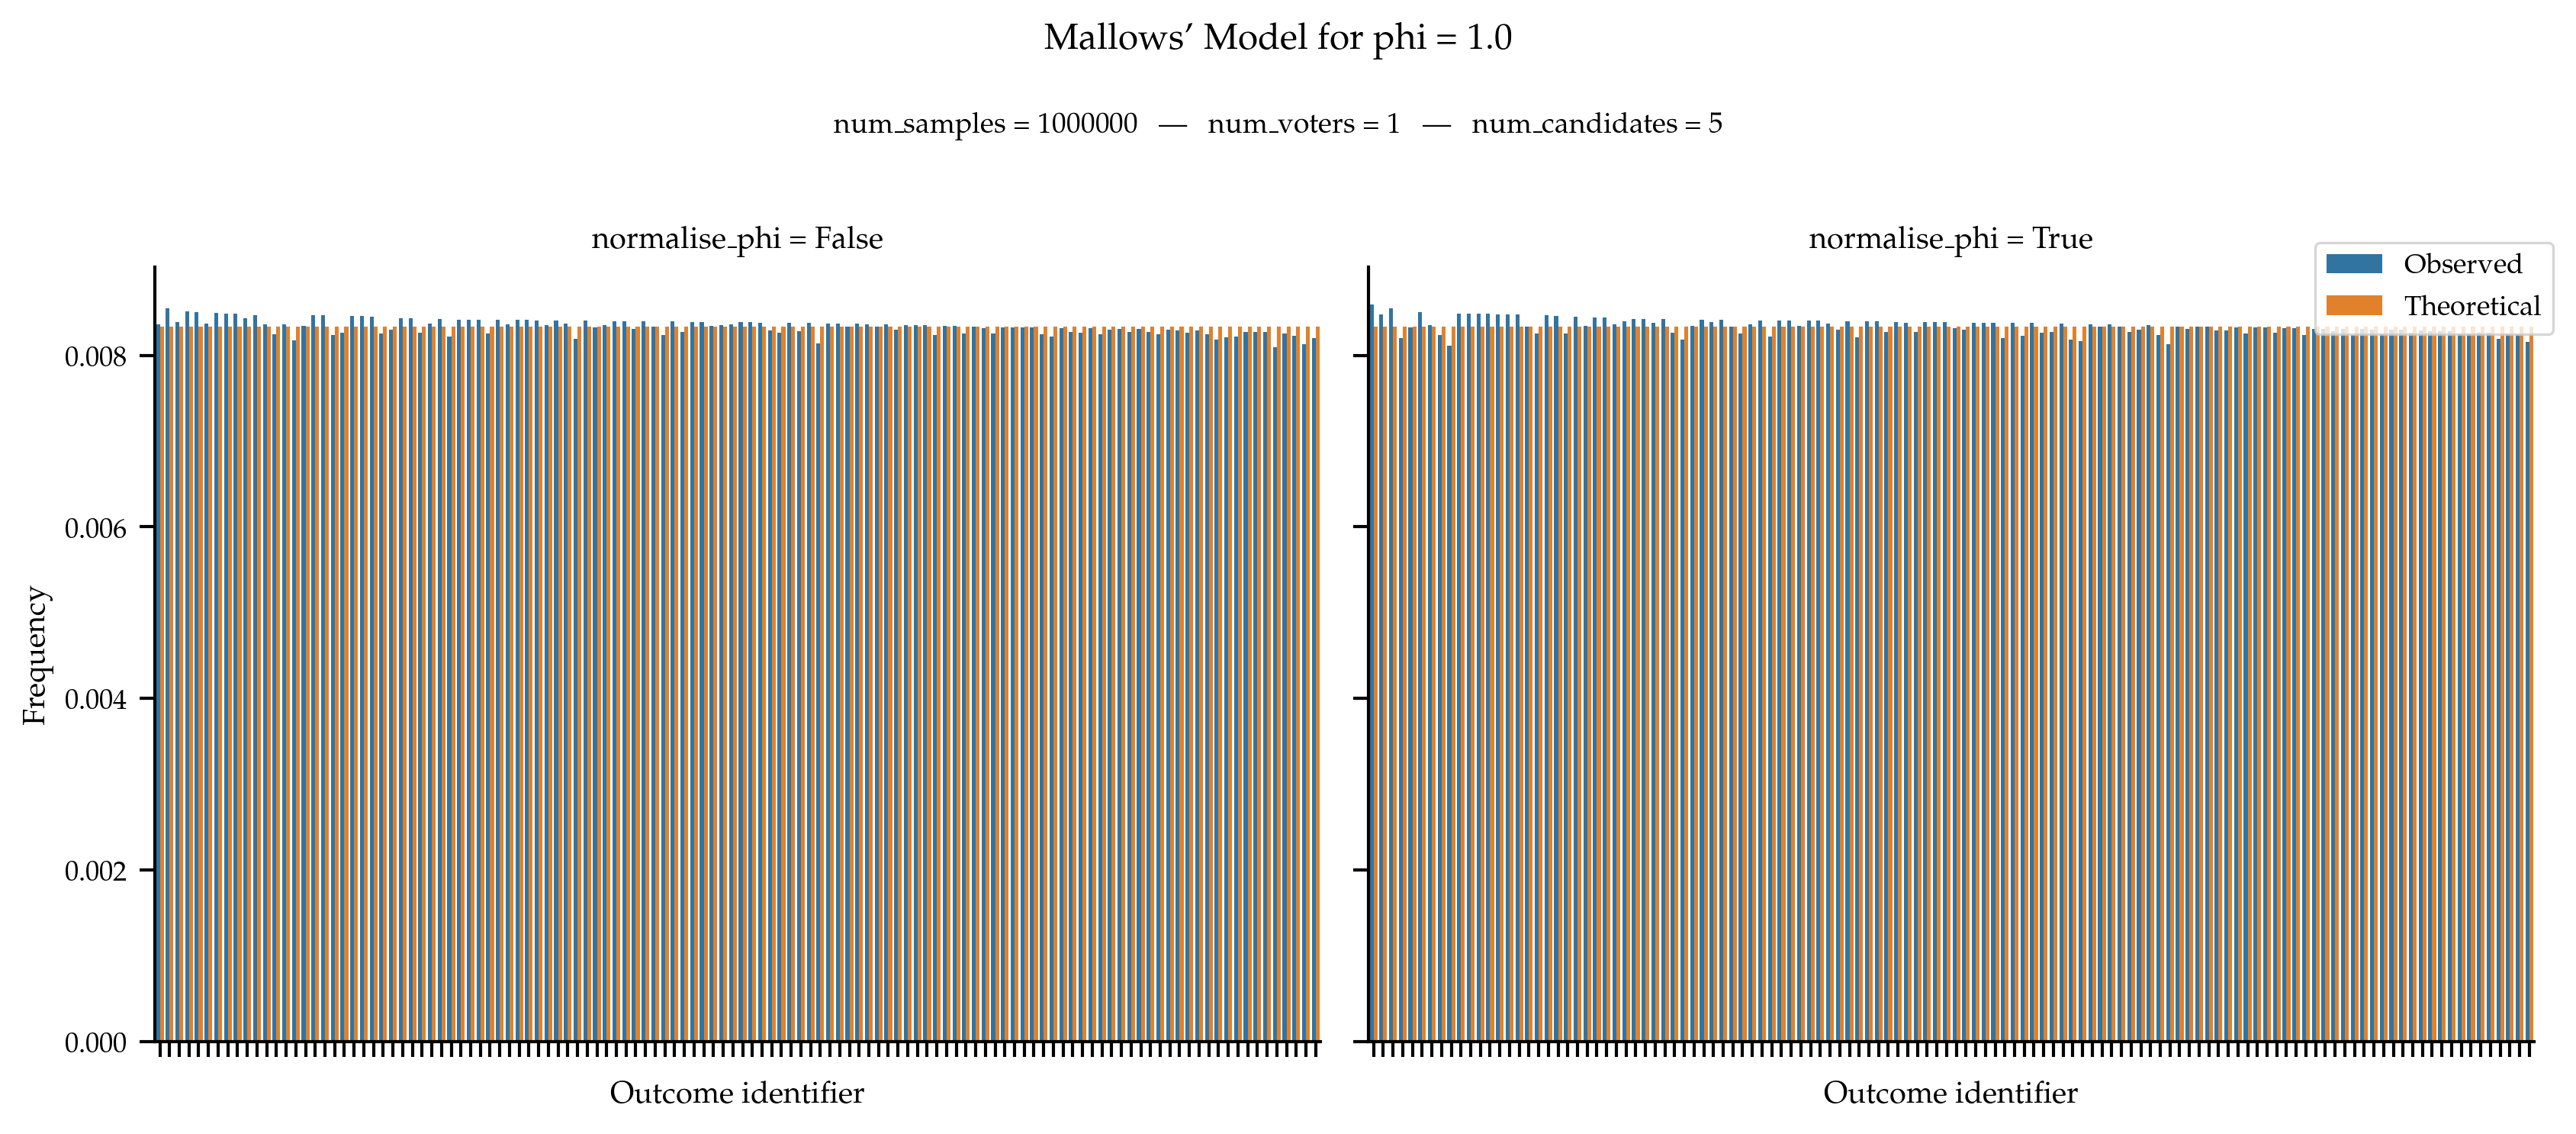 Mallows’ Model for phi = 1.0
num_samples = 1000000 — num_voters = 1 — num_candidates = 5
normalise_phi = False
normalise_phi = True
Observed
Theoretical
Frequency
0.008
0.006
0.004
0.002
0.000
Outcome identifier
Outcome identifier